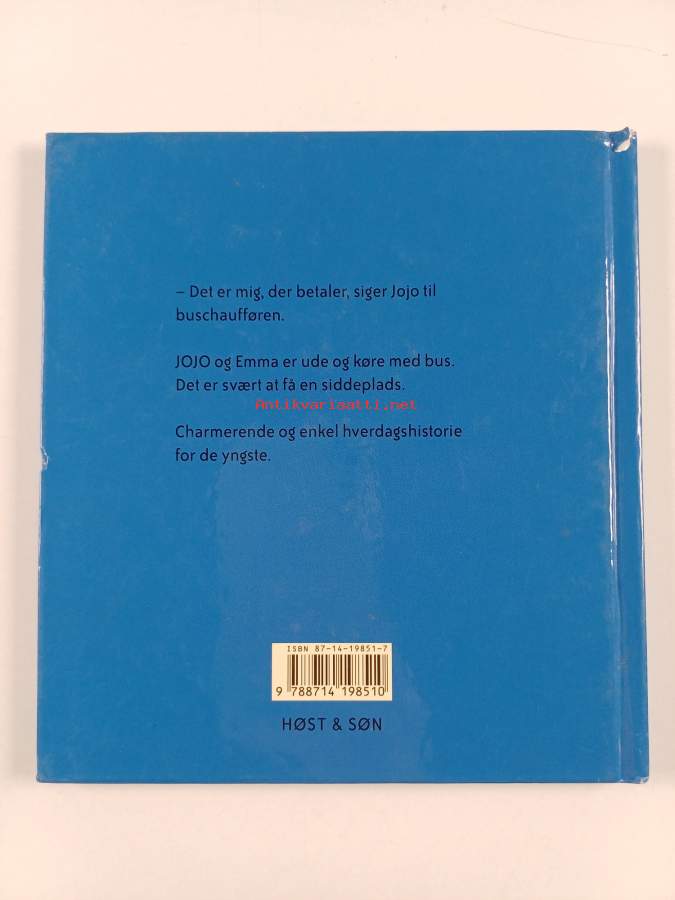 – Det er mig, der betaler, siger Jojo til
buschaufføren.
JOJO og Emma er ude og køre med bus.
Det er svært at få en siddeplads.
Antikvariaatti.net
Charmerende og enkel hverdagshistorie
for de yngste.
ISBN 87-14-19851-7
9 788714 198510
HØST & SØN